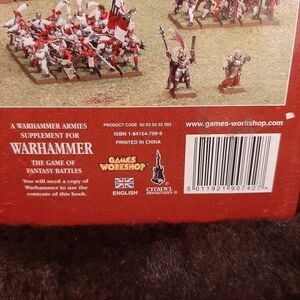 A WARHAMMER ARMIES
SUPPLEMENT FOR
WARHAMMER
THE GAME OF
FANTASY BATTLES
You will need a copy of
Warhammer to use the
contents of this book.
PRODUCT CODE 60 03 02 02 002
ISBN 1-84154-799-9
PRINTED IN CHINA
GAMES
WORKSHOP
ENGLISH
CITADEL
MINIATURES
www.games-workshop.com
5 011921 907427 >